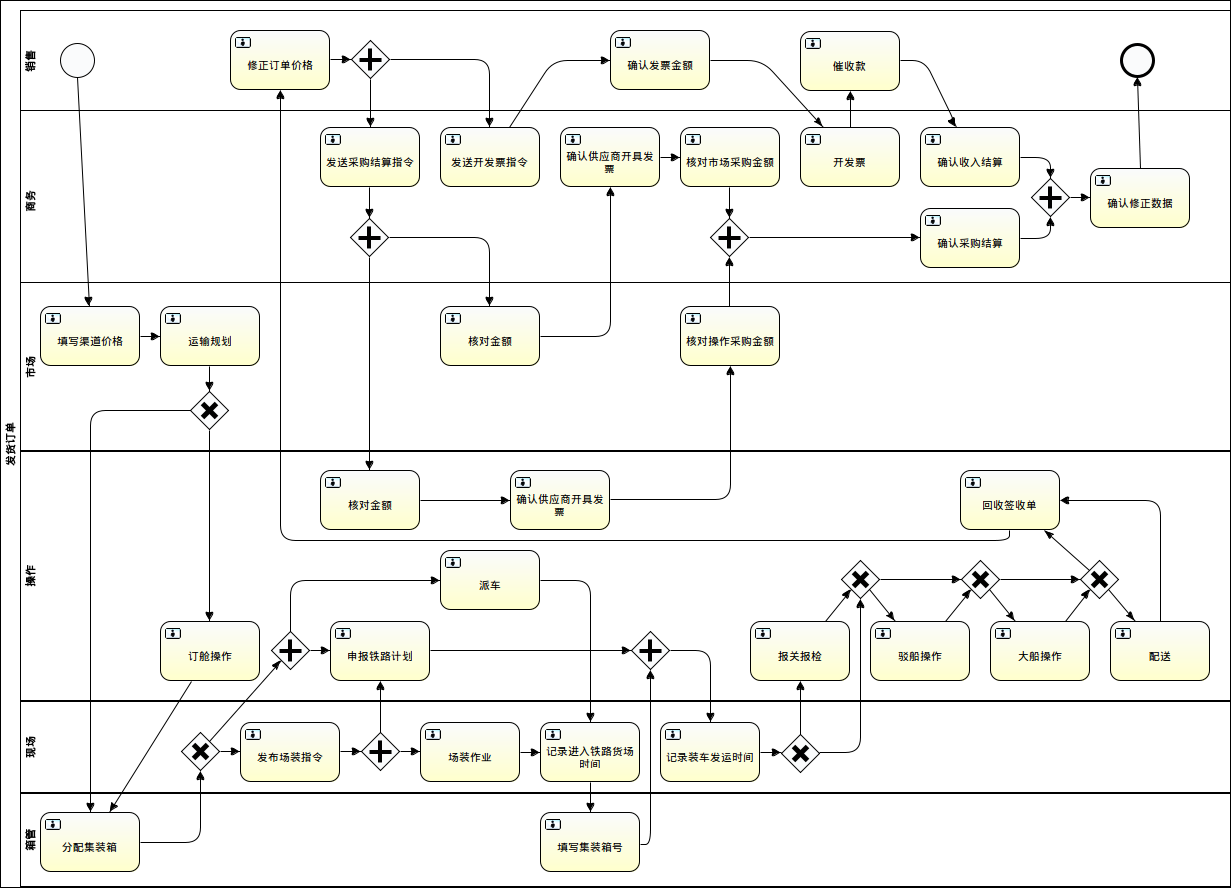 发货订单
销售
修正订单价格
确认发票金额
催收款
商务
发送采购结算指令
发送开发票指令
确认供应商开具发
票
核对市场采购金额
开发票
确认收入结算
确认修正数据
确认采购结算
市场
填写渠道价格
运输规划
核对金额
核对操作采购金额
操作
核对金额
确认供应商开具发
票
回收签收单
派车
订舱操作
申报铁路计划
报关报检
驳船操作
大船操作
配送
现场
发布场装指令
场装作业
记录进入铁路货场
时间
记录装车发运时间
箱管
分配集装箱
填写集装箱号